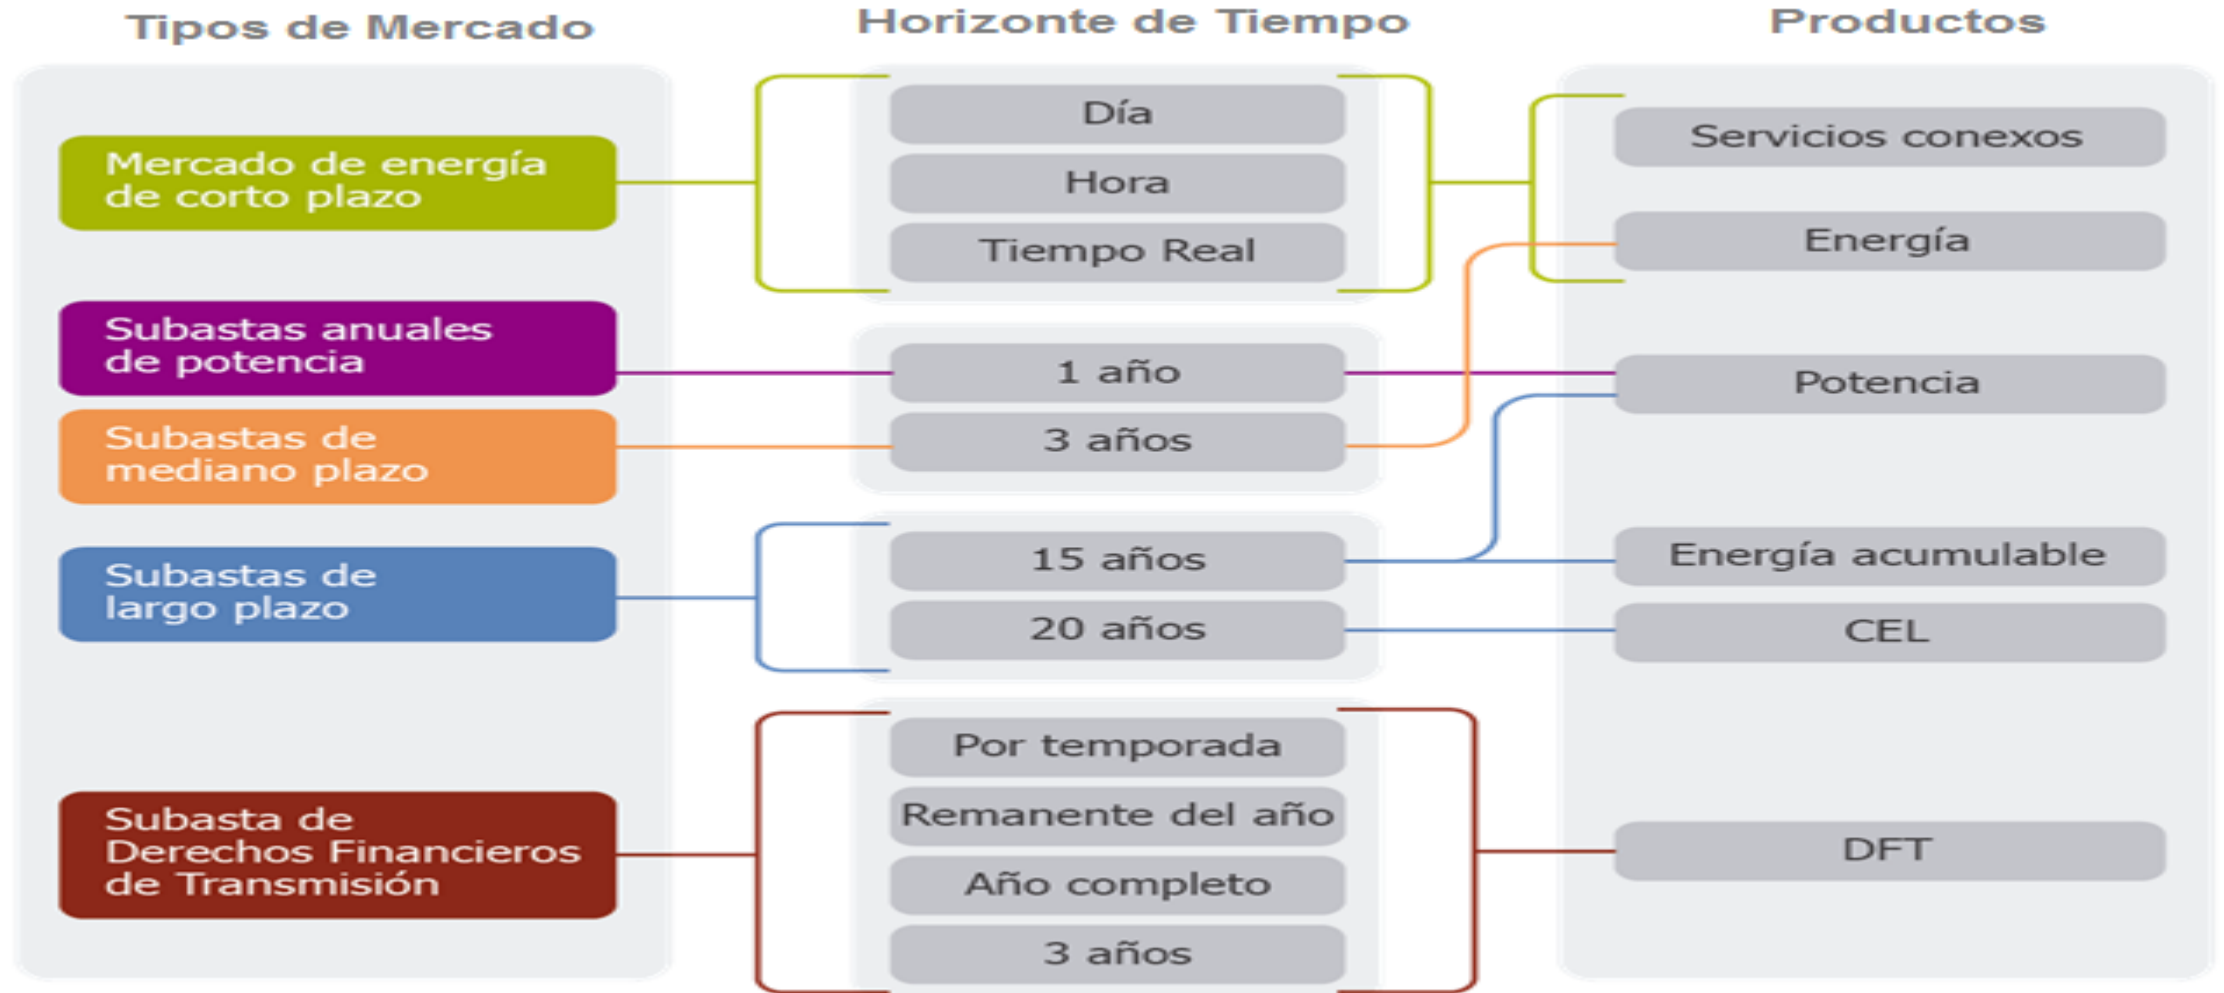 Tipos de Mercado
Horizonte de Tiempo
Productos
Mercado de energía
de corto plazo
Subastas anuales
de potencia
Subastas de
mediano plazo
Subastas de
largo plazo
Subasta de
Derechos Financieros
de Transmisión
Día
Hora
Tiempo Real
1 año
3 años
15 años
20 años
Por temporada
Remanente del año
Año completo
3 años
Servicios conexos
Energía
Potencia
Energía acumulable
CEL
DFT